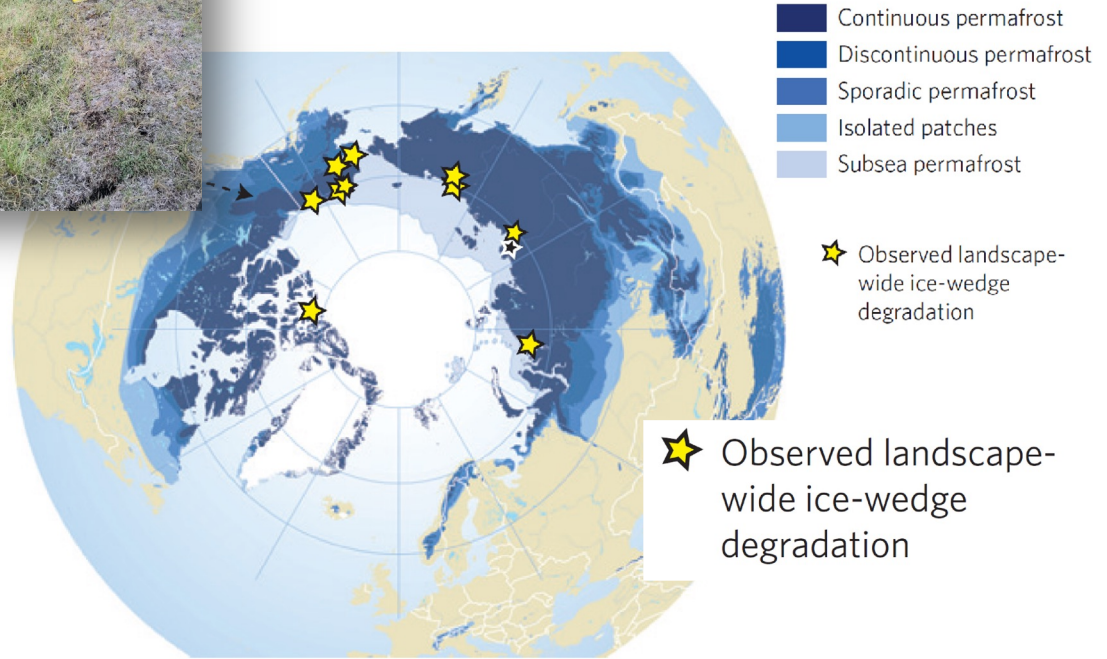 Continuous permafrost
Discontinuous permafrost
Sporadic permafrost
Isolated patches
Subsea permafrost
Observed landscape-
wide ice-wedge
degradation
Observed landscape-
wide ice-wedge
degradation